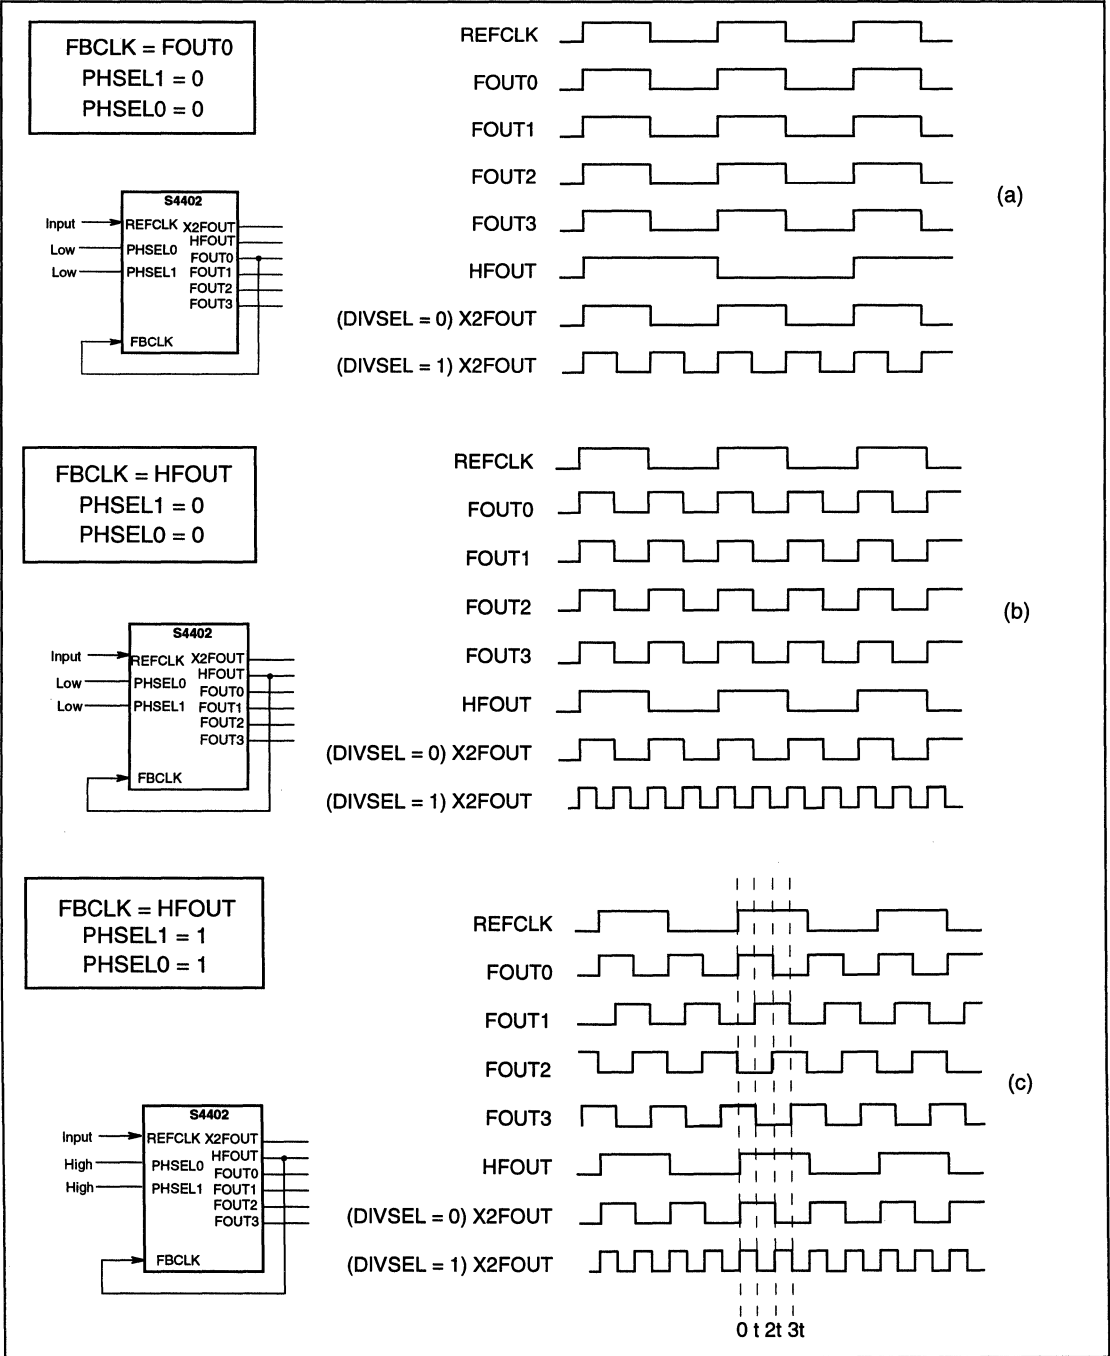 FBCLK = FOUT0
PHSEL1 = 0
PHSEL0 = 0
S4402
Input
REFCLK
X2FOUT
HFOUT
Low
PHSEL0
FOUT0
Low
PHSEL1
FOUT1
FOUT2
FOUT3
FBCLK
REFCLK
FOUT0
FOUT1
FOUT2
FOUT3
HFOUT
(DIVSEL = 0) X2FOUT
(DIVSEL = 1) X2FOUT
(a)
FBCLK = HFOUT
PHSEL1 = 0
PHSEL0 = 0
S4402
Input
REFCLK
X2FOUT
HFOUT
Low
PHSEL0
FOUT0
Low
PHSEL1
FOUT1
FOUT2
FOUT3
FBCLK
REFCLK
FOUT0
FOUT1
FOUT2
FOUT3
HFOUT
(DIVSEL = 0) X2FOUT
(DIVSEL = 1) X2FOUT
(b)
FBCLK = HFOUT
PHSEL1 = 1
PHSEL0 = 1
S4402
Input
REFCLK
X2FOUT
HFOUT
High
PHSEL0
FOUT0
High
PHSEL1
FOUT1
FOUT2
FOUT3
FBCLK
REFCLK
FOUT0
FOUT1
FOUT2
FOUT3
HFOUT
(DIVSEL = 0) X2FOUT
(DIVSEL = 1) X2FOUT
0 t 2t 3t
(c)